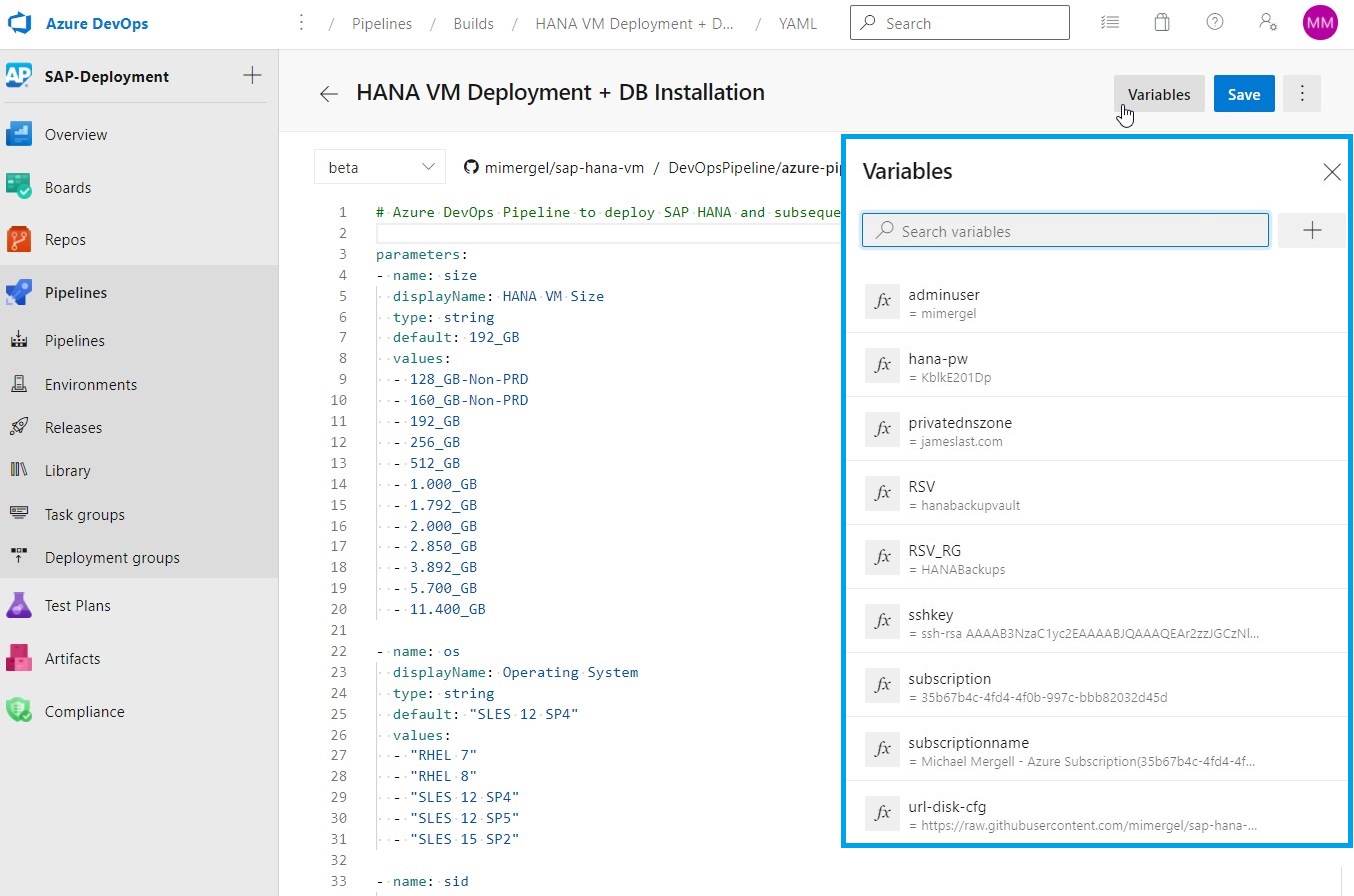 Azure DevOps
/ Pipelines / Builds / HANA VM Deployment + D... / YAML
Search
MM
AP SAP-Deployment
Overview
Boards
Repos
Pipelines
Pipelines
Environments
Releases
Library
Task groups
Deployment groups
Test Plans
Artifacts
Compliance
HANA VM Deployment + DB Installation
Variables
Save
beta
mimergel/sap-hana-vm / DevOpsPipeline/azure-pi
1 # Azure DevOps Pipeline to deploy SAP HANA and subseque
2
3 parameters:
4 - name: size
5 displayName: HANA VM Size
6 type: string
7 default: 192_GB
8 values:
9 - 128_GB-Non-PRD
10 - 160_GB-Non-PRD
11 - 192_GB
12 - 256_GB
13 - 512_GB
14 - 1.000_GB
15 - 1.792_GB
16 - 2.000_GB
17 - 2.850_GB
18 - 3.892_GB
19 - 5.700_GB
20 - 11.400_GB
21
22 - name: os
23 displayName: Operating System
24 type: string
25 default: "SLES 12 SP4"
26 values:
27 - "RHEL 7"
28 - "RHEL 8"
29 - "SLES 12 SP4"
30 - "SLES 12 SP5"
31 - "SLES 15 SP2"
32
33 - name: sid
Variables
Search variables
fx adminuser
= mimergel
fx hana-pw
= KblkE201Dp
fx privatednszone
= jameslast.com
fx RSV
= hanabackupvault
fx RSV_RG
= HANABackups
fx sshkey
= ssh-rsa AAAAB3NzaC1yc2EAAAABJQAAAQEAr2zzJGCzNl...
fx subscription
= 35b67b4c-4fd4-4f0b-997c-bbb82032d45d
fx subscriptionname
= Michael Mergell - Azure Subscription(35b67b4c-4fd4-4f...
fx url-disk-cfg
= https://raw.githubusercontent.com/mimergel/sap-hana-...